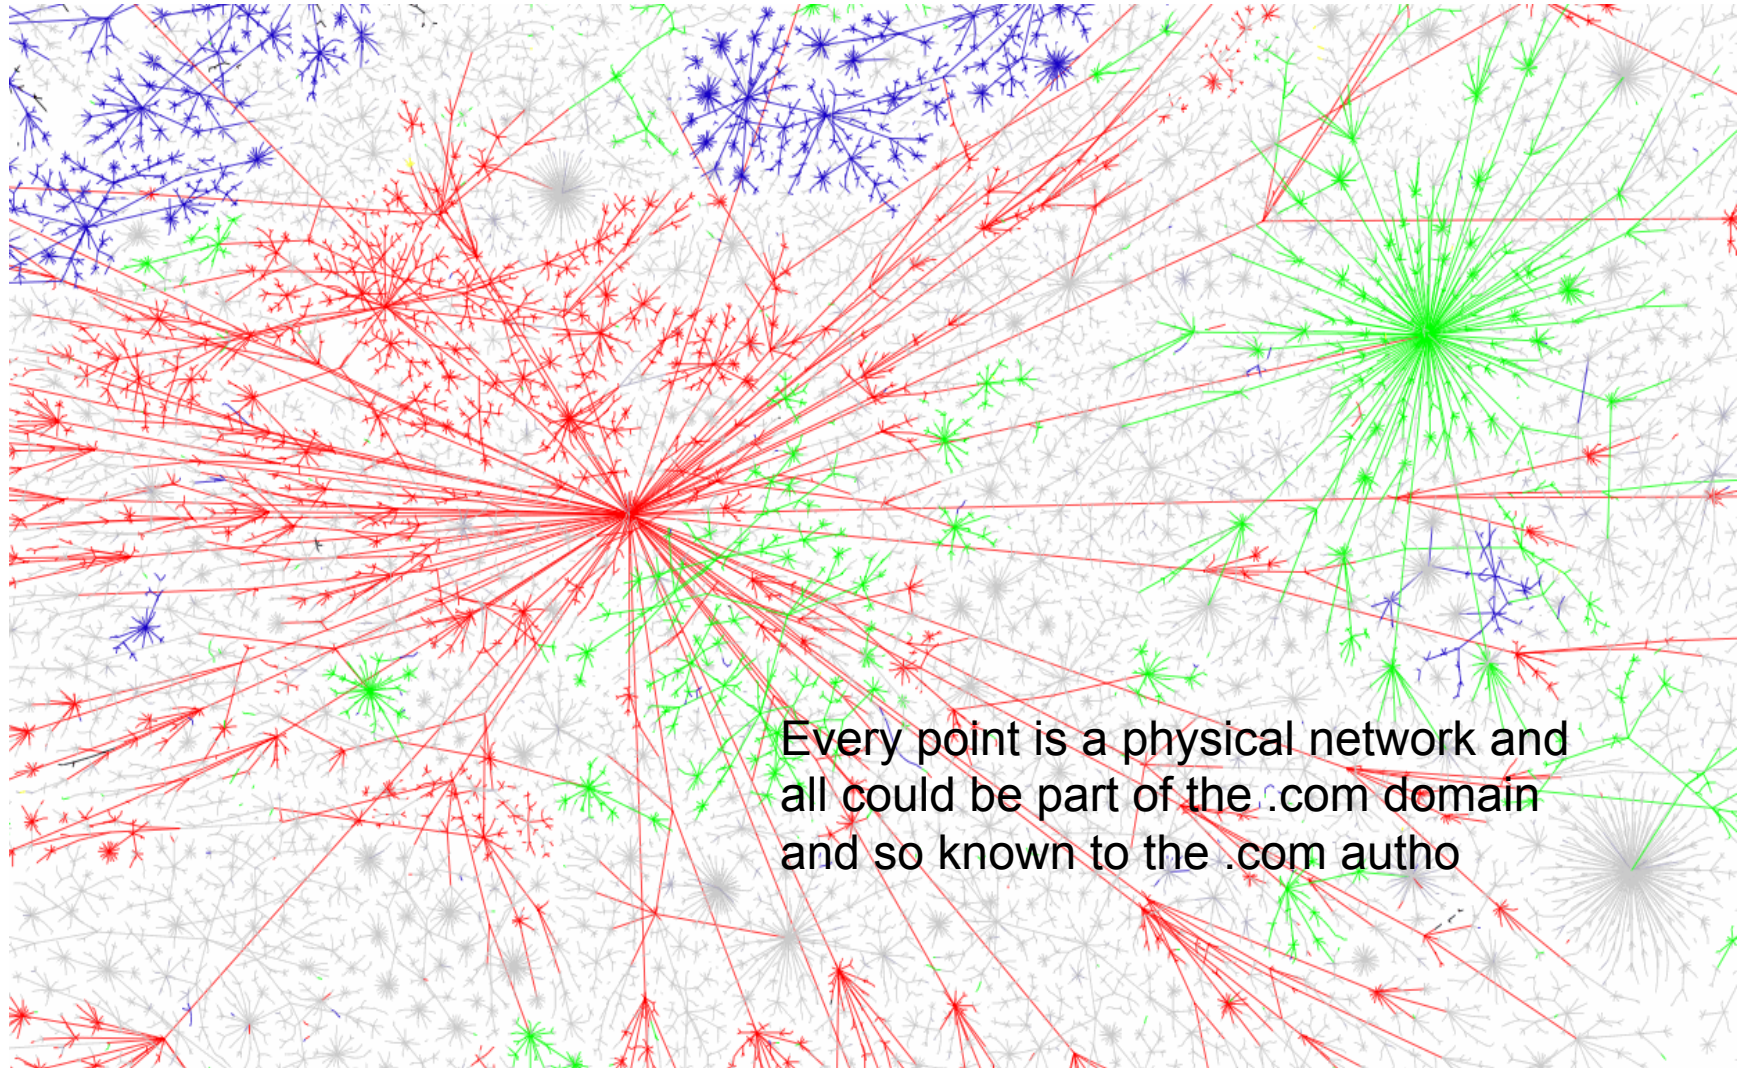 Every point is a physical network and
all could be part of the .com domain
and so known to the .com autho